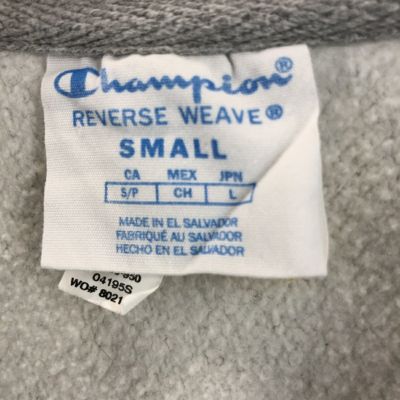 Champion®
REVERSE WEAVE®
SMALL
CA MEX JPN
S/P CH L
MADE IN EL SALVADOR
FABRIQUÉ AU SALVADOR
HECHO EN EL SALVADOR
04195S
WO# 8021